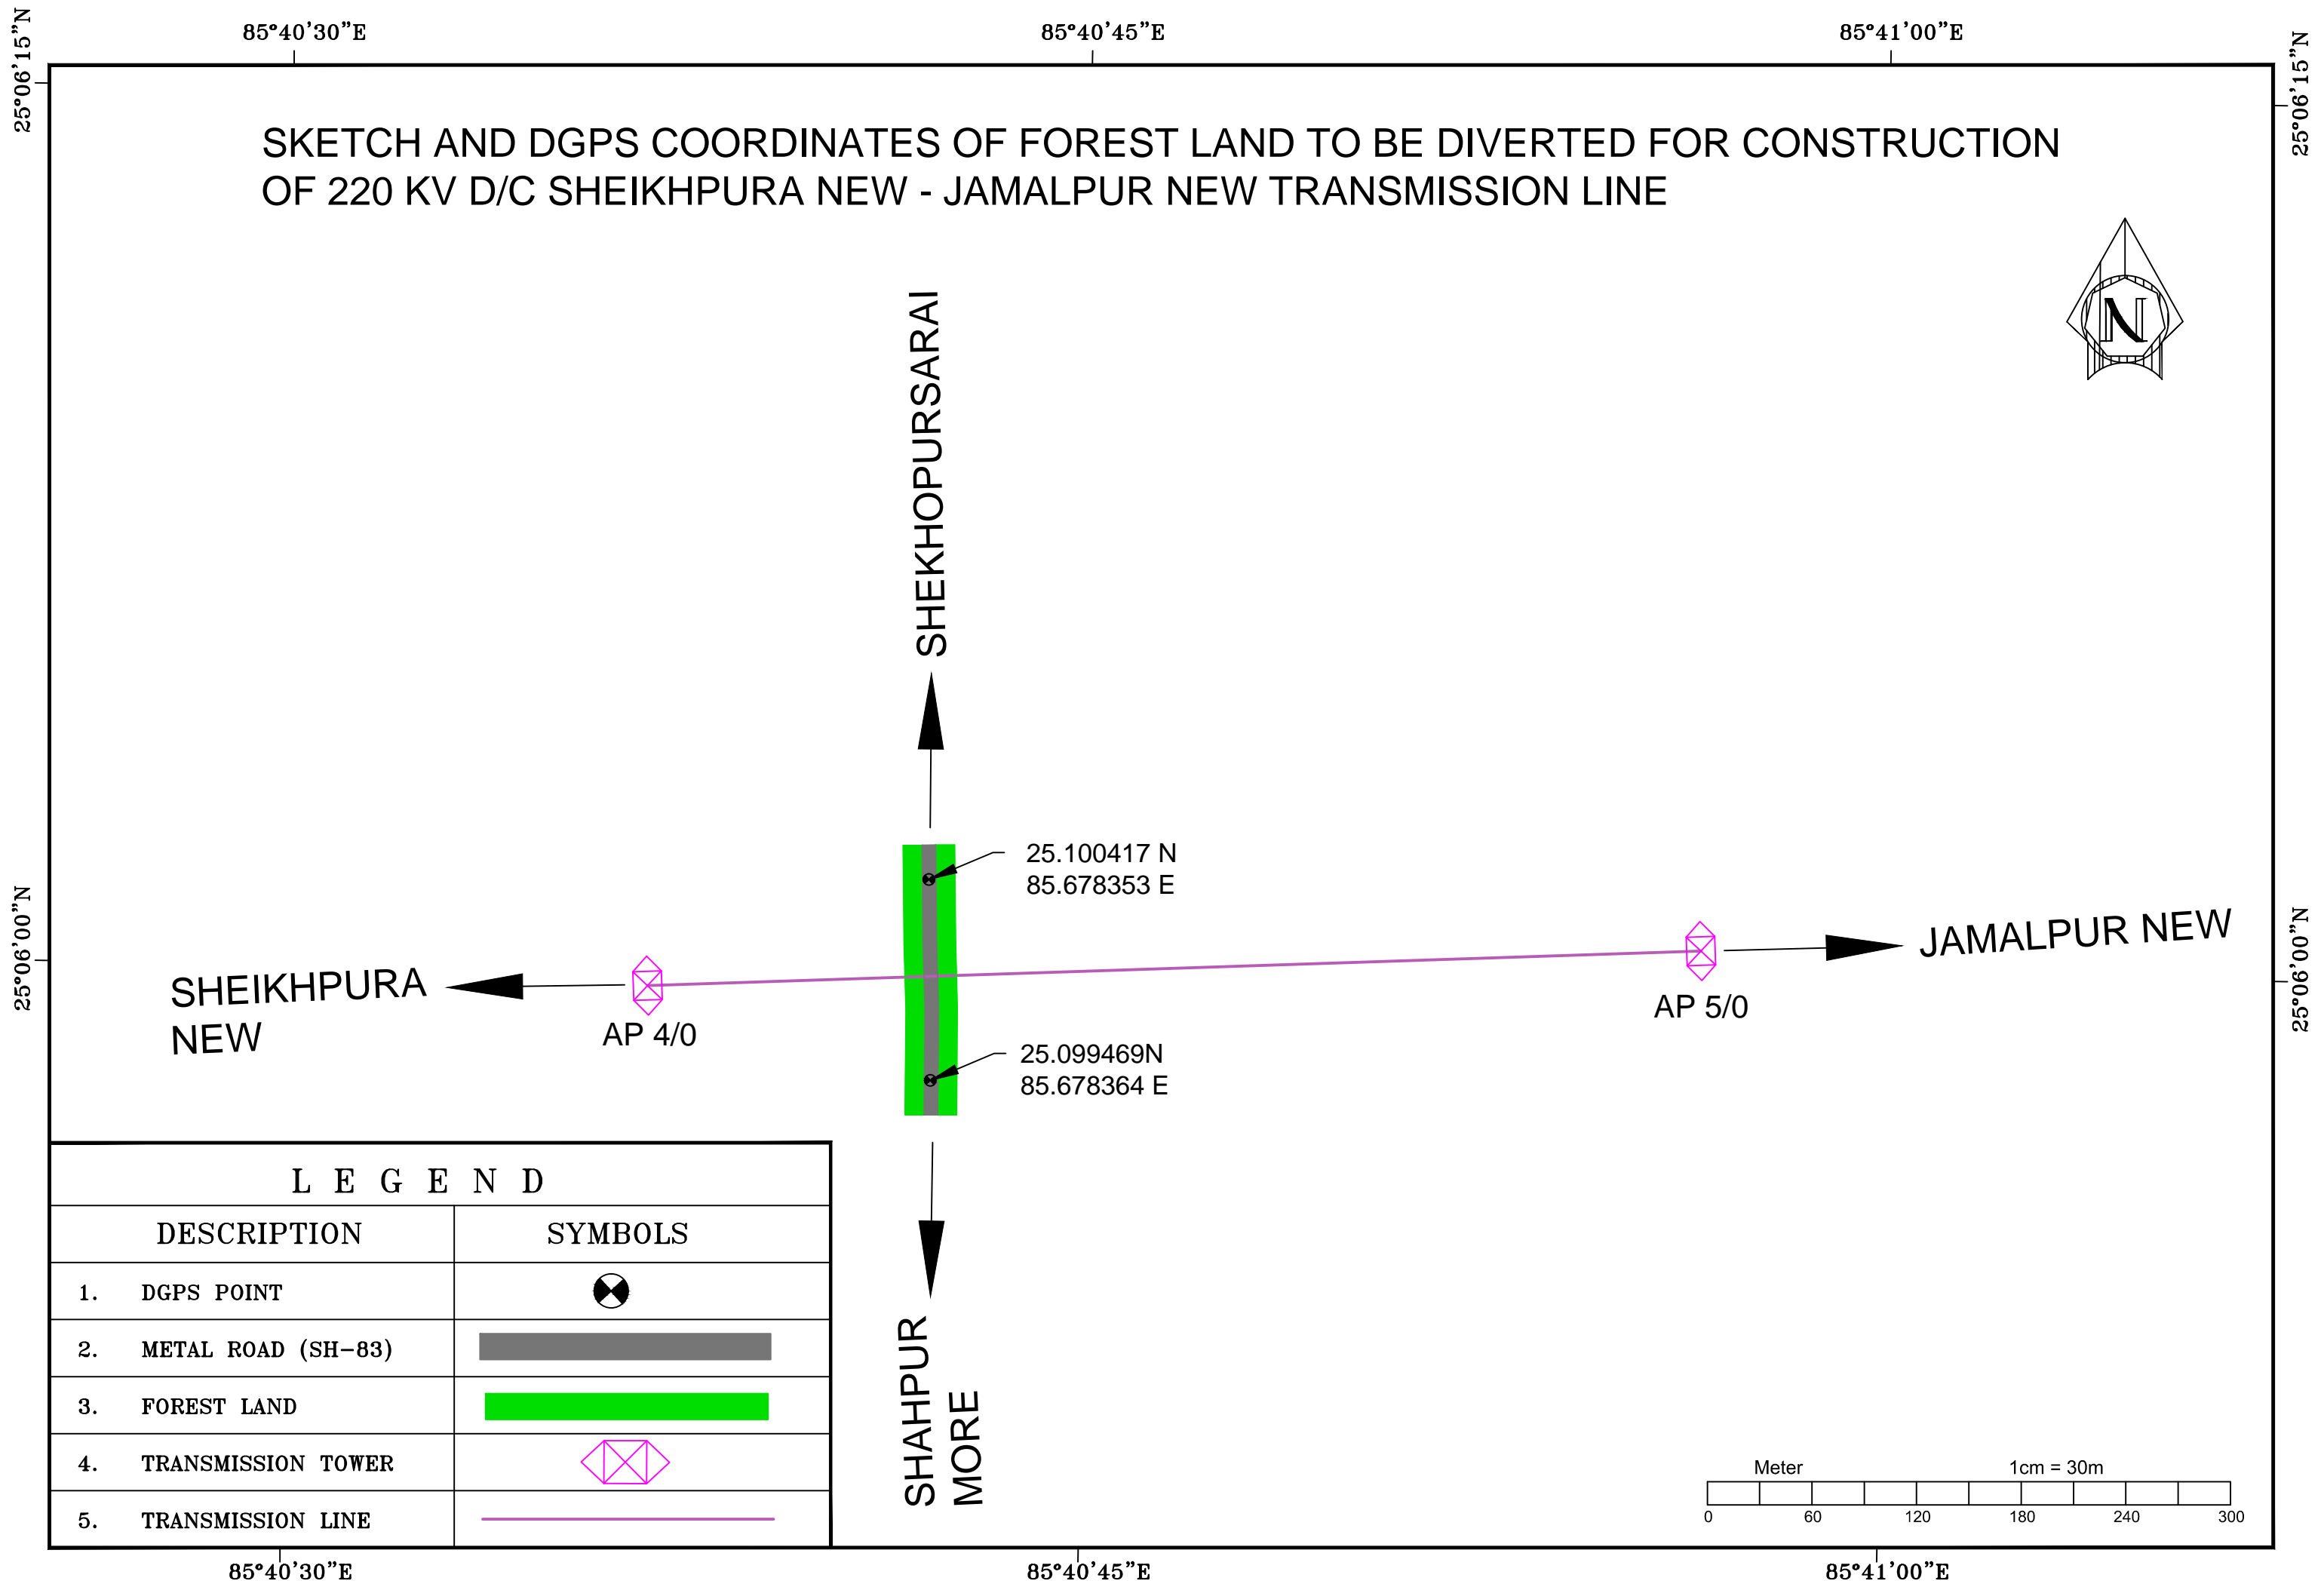 85°40'30"E
85°40'45"E
85°41'00"E
25°06'15"N
25°06'15"N
SKETCH AND DGPS COORDINATES OF FOREST LAND TO BE DIVERTED FOR CONSTRUCTION
OF 220 KV D/C SHEIKHPURA NEW - JAMALPUR NEW TRANSMISSION LINE
N
SHEKHOPURSARAI
25.100417 N
85.678353 E
25°06'00"N
25°06'00"N
SHEIKHPURA
NEW
AP 4/0
JAMALPUR NEW
AP 5/0
25.099469N
85.678364 E
SHAHPUR
MORE
L E G E N D
DESCRIPTION SYMBOLS
1. DGPS POINT
2. METAL ROAD (SH-83)
3. FOREST LAND
4. TRANSMISSION TOWER
5. TRANSMISSION LINE
Meter 1cm = 30m
0 60 120 180 240 300
85°40'30"E
85°40'45"E
85°41'00"E